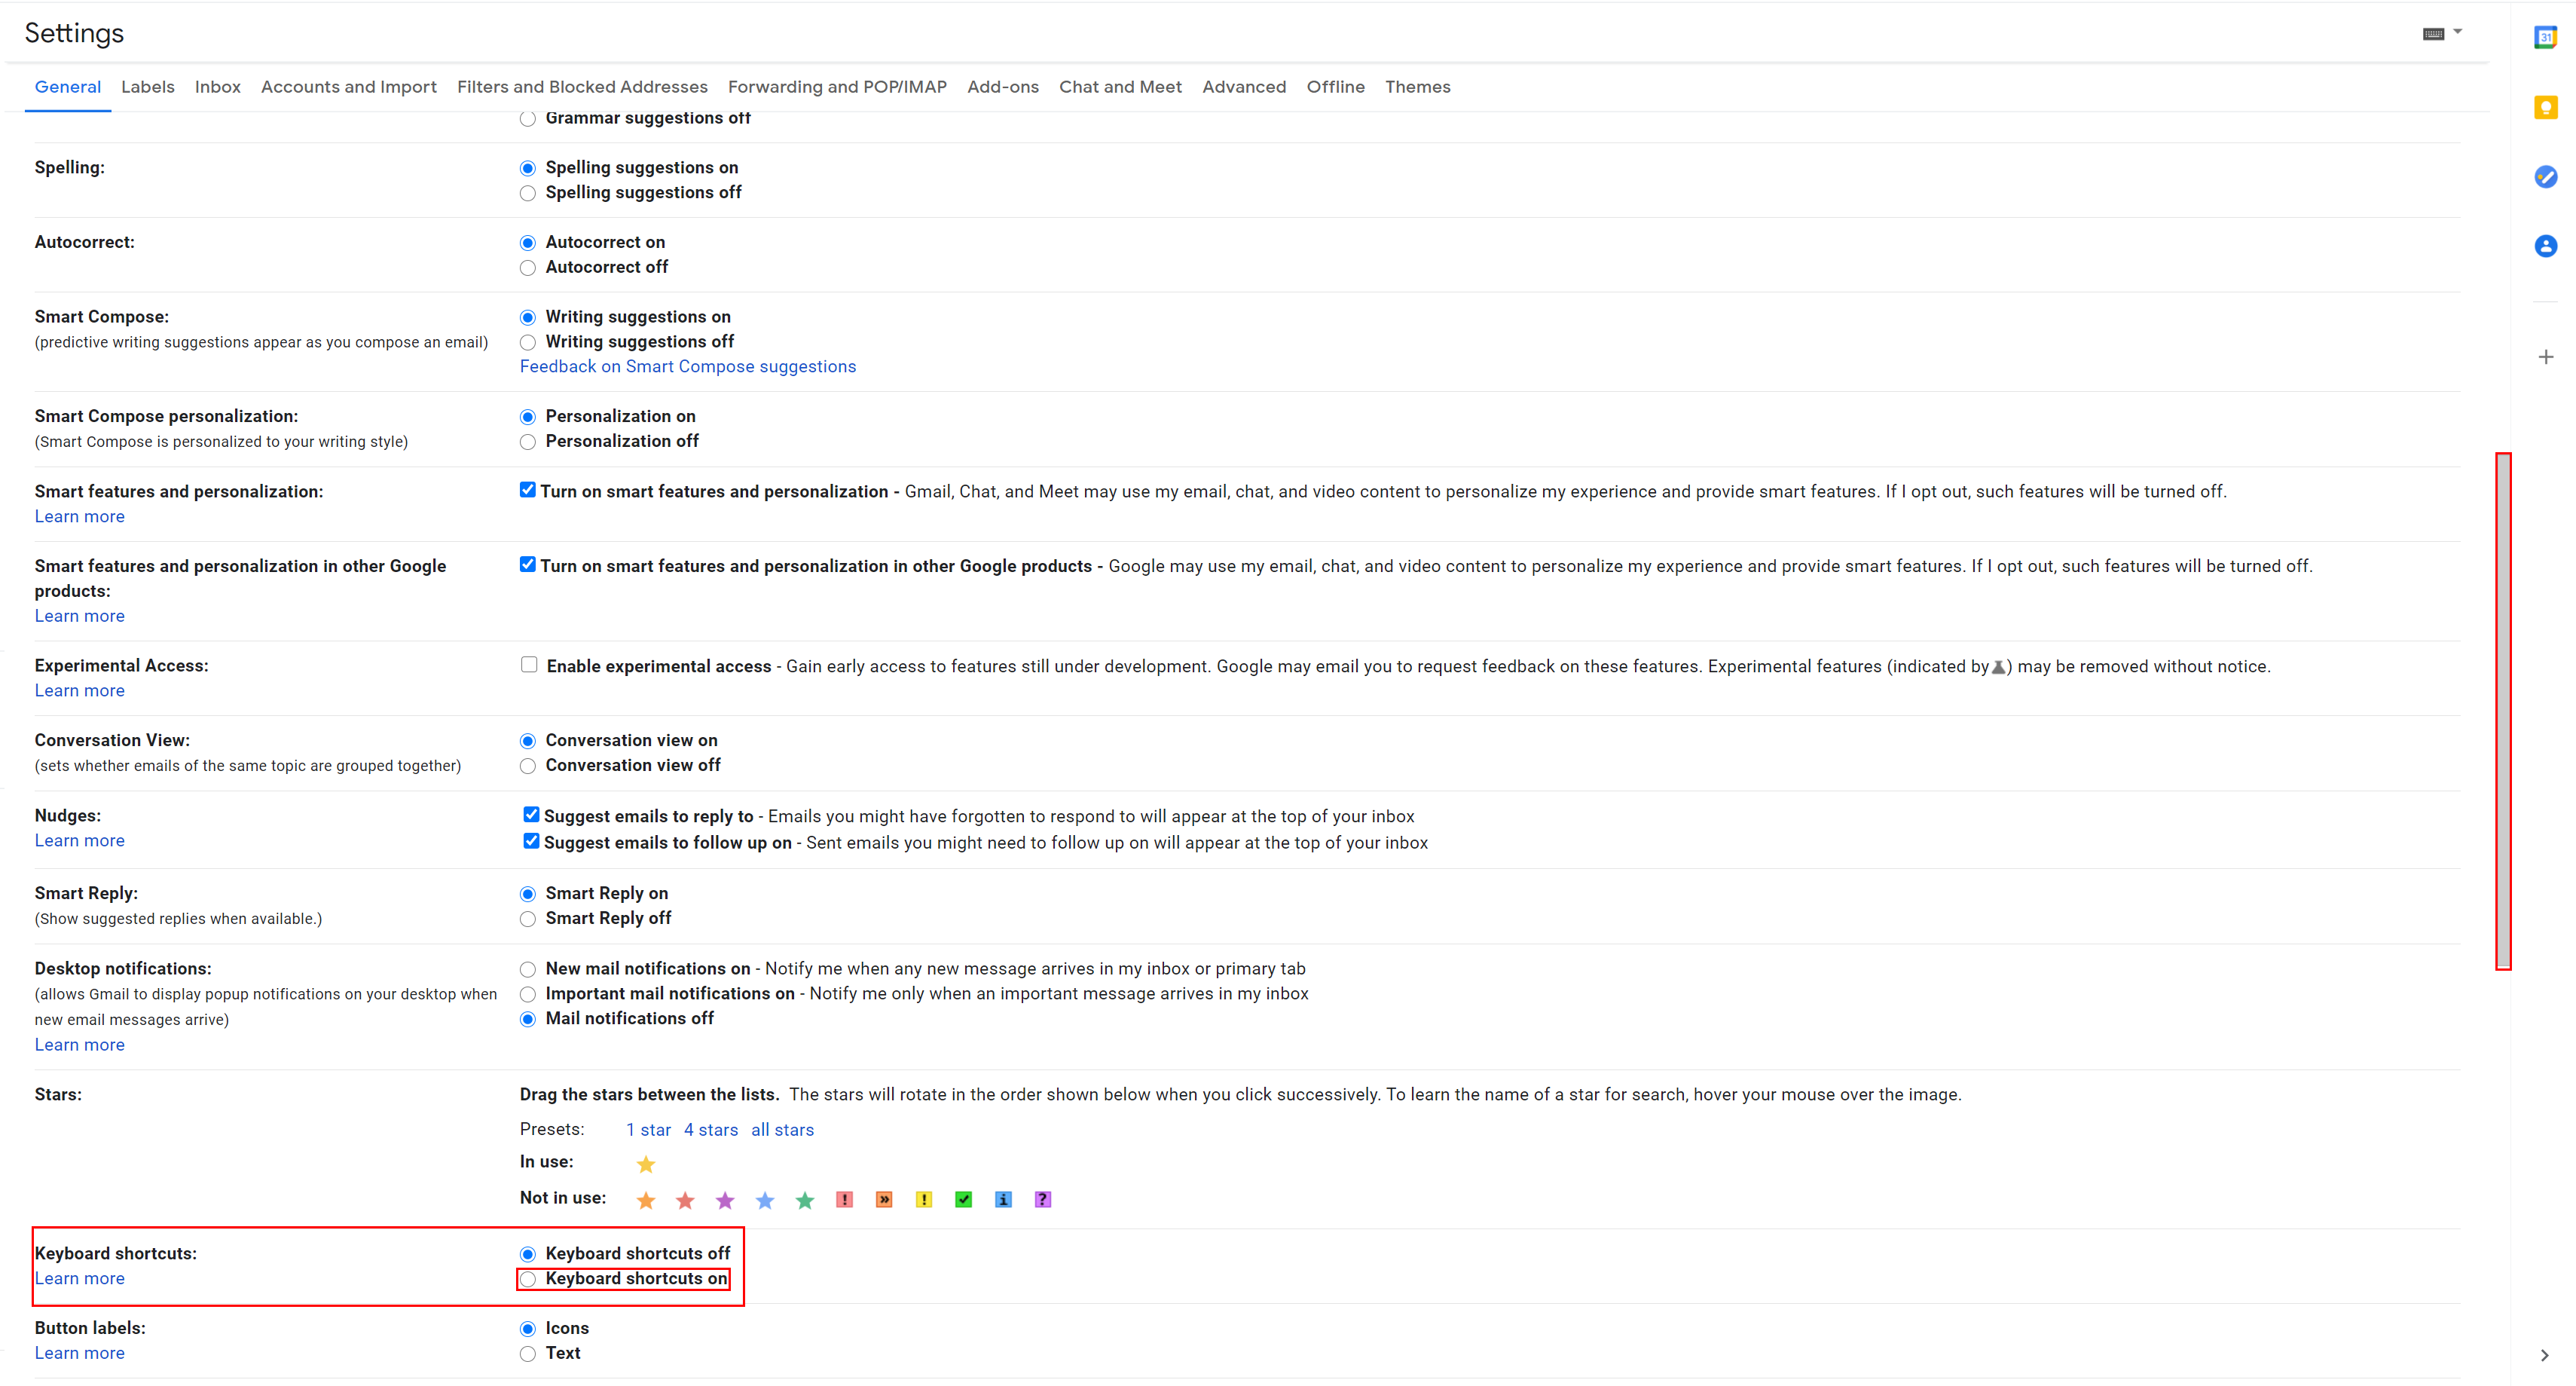 Settings
General Labels Inbox Accounts and Import Filters and Blocked Addresses Forwarding and POP/IMAP Add-ons Chat and Meet Advanced Offline Themes
31
Grammar suggestions off
Spelling:
Spelling suggestions on
Spelling suggestions off
Autocorrect:
Autocorrect on
Autocorrect off
Smart Compose:
(predictive writing suggestions appear as you compose an email)
Writing suggestions on
Writing suggestions off
Feedback on Smart Compose suggestions
Smart Compose personalization:
(Smart Compose is personalized to your writing style)
Personalization on
Personalization off
Smart features and personalization:
Learn more
Turn on smart features and personalization - Gmail, Chat, and Meet may use my email, chat, and video content to personalize my experience and provide smart features. If I opt out, such features will be turned off.
Smart features and personalization in other Google
products:
Learn more
Turn on smart features and personalization in other Google products - Google may use my email, chat, and video content to personalize my experience and provide smart features. If I opt out, such features will be turned off.
Experimental Access:
Learn more
Enable experimental access - Gain early access to features still under development. Google may email you to request feedback on these features. Experimental features (indicated by ) may be removed without notice.
Conversation View:
(sets whether emails of the same topic are grouped together)
Conversation view on
Conversation view off
Nudges:
Learn more
Suggest emails to reply to - Emails you might have forgotten to respond to will appear at the top of your inbox
Suggest emails to follow up on - Sent emails you might need to follow up on will appear at the top of your inbox
Smart Reply:
(Show suggested replies when available.)
Smart Reply on
Smart Reply off
Desktop notifications:
(allows Gmail to display popup notifications on your desktop when
new email messages arrive)
Learn more
New mail notifications on - Notify me when any new message arrives in my inbox or primary tab
Important mail notifications on - Notify me only when an important message arrives in my inbox
Mail notifications off
Stars:
Drag the stars between the lists. The stars will rotate in the order shown below when you click successively. To learn the name of a star for search, hover your mouse over the image.
Presets: 1 star 4 stars all stars
In use:
Not in use: ! » ! i ?
Keyboard shortcuts:
Learn more
Keyboard shortcuts off
Keyboard shortcuts on
Button labels:
Learn more
Icons
Text